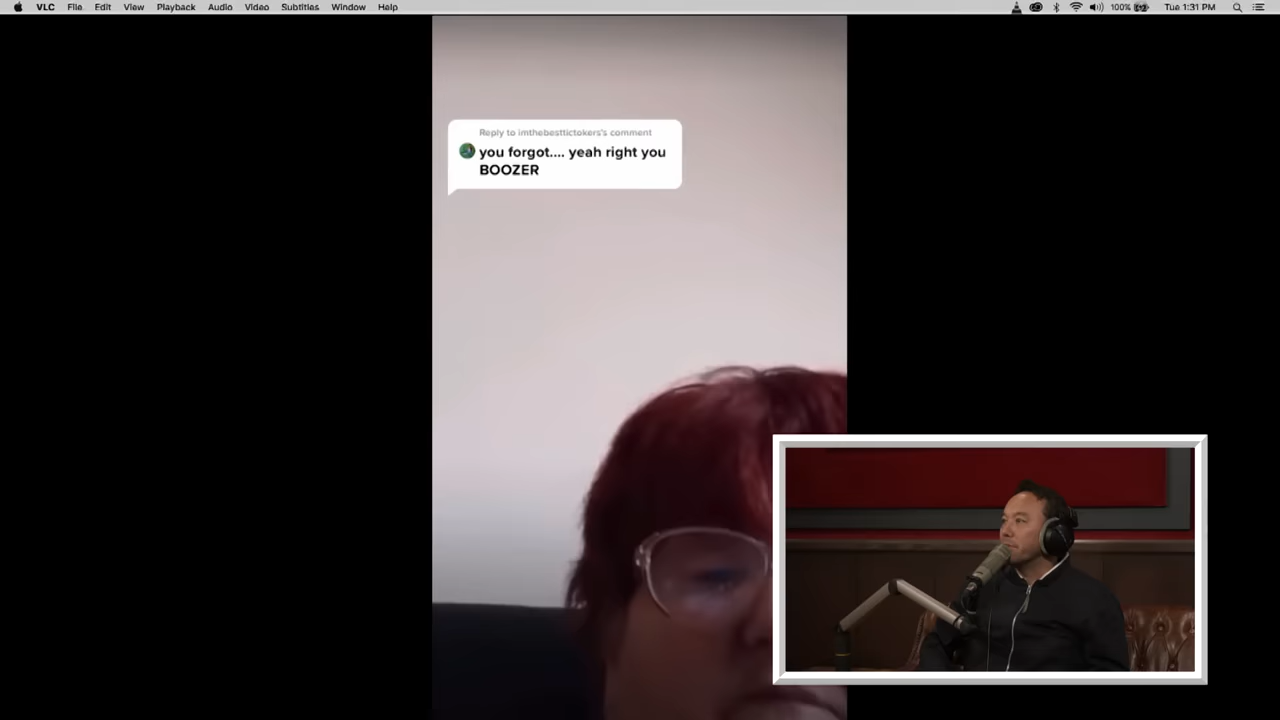 VLC File Edit View Playback Audio Video Subtitles Window Help 100% Tue 1:31 PM
Reply to imthebesttictokers's comment
you forgot.... yeah right you
BOOZER